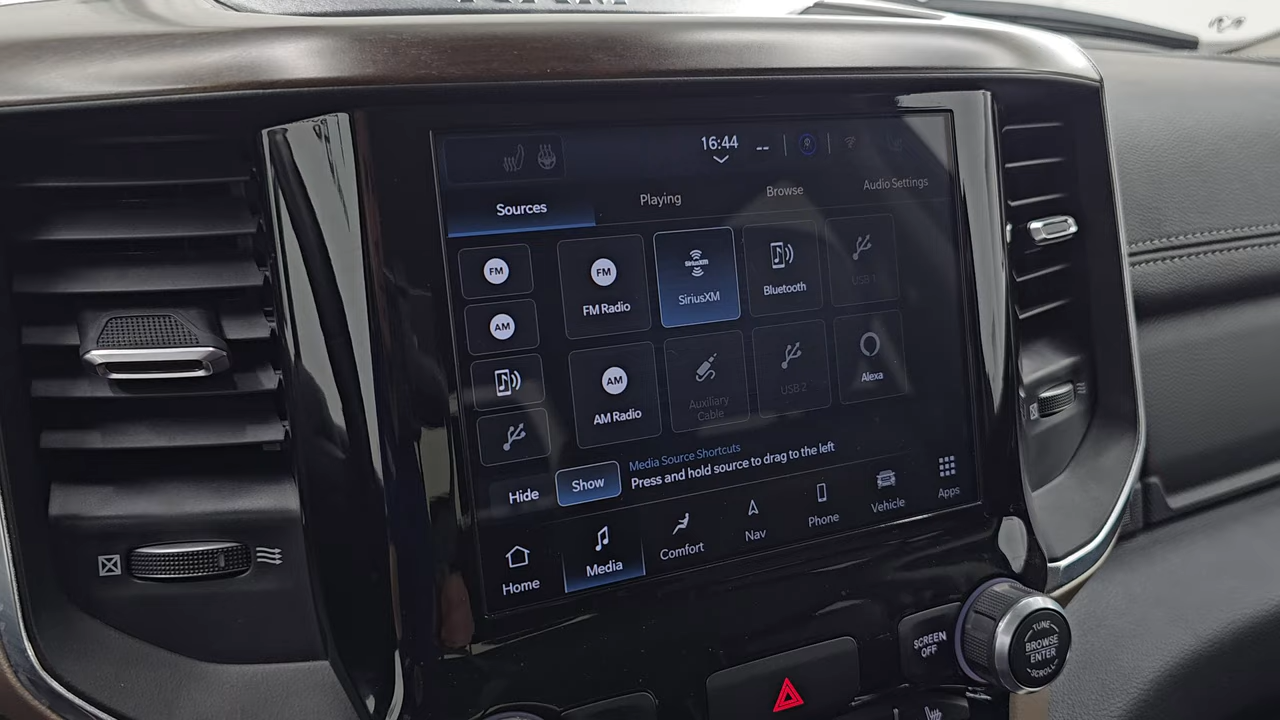 16:44
--
Sources
Playing
Browse
Audio Settings
FM
AM
FM
FM Radio
SiriusXM
SiriusXM
Bluetooth
USB 1
AM
AM Radio
Auxiliary
Cable
USB 2
Alexa
Media Source Shortcuts
Press and hold source to drag to the left
Hide
Show
Home
Media
Comfort
Nav
Phone
Vehicle
Apps
SCREEN
OFF
TUNE
BROWSE
ENTER
SCROLL